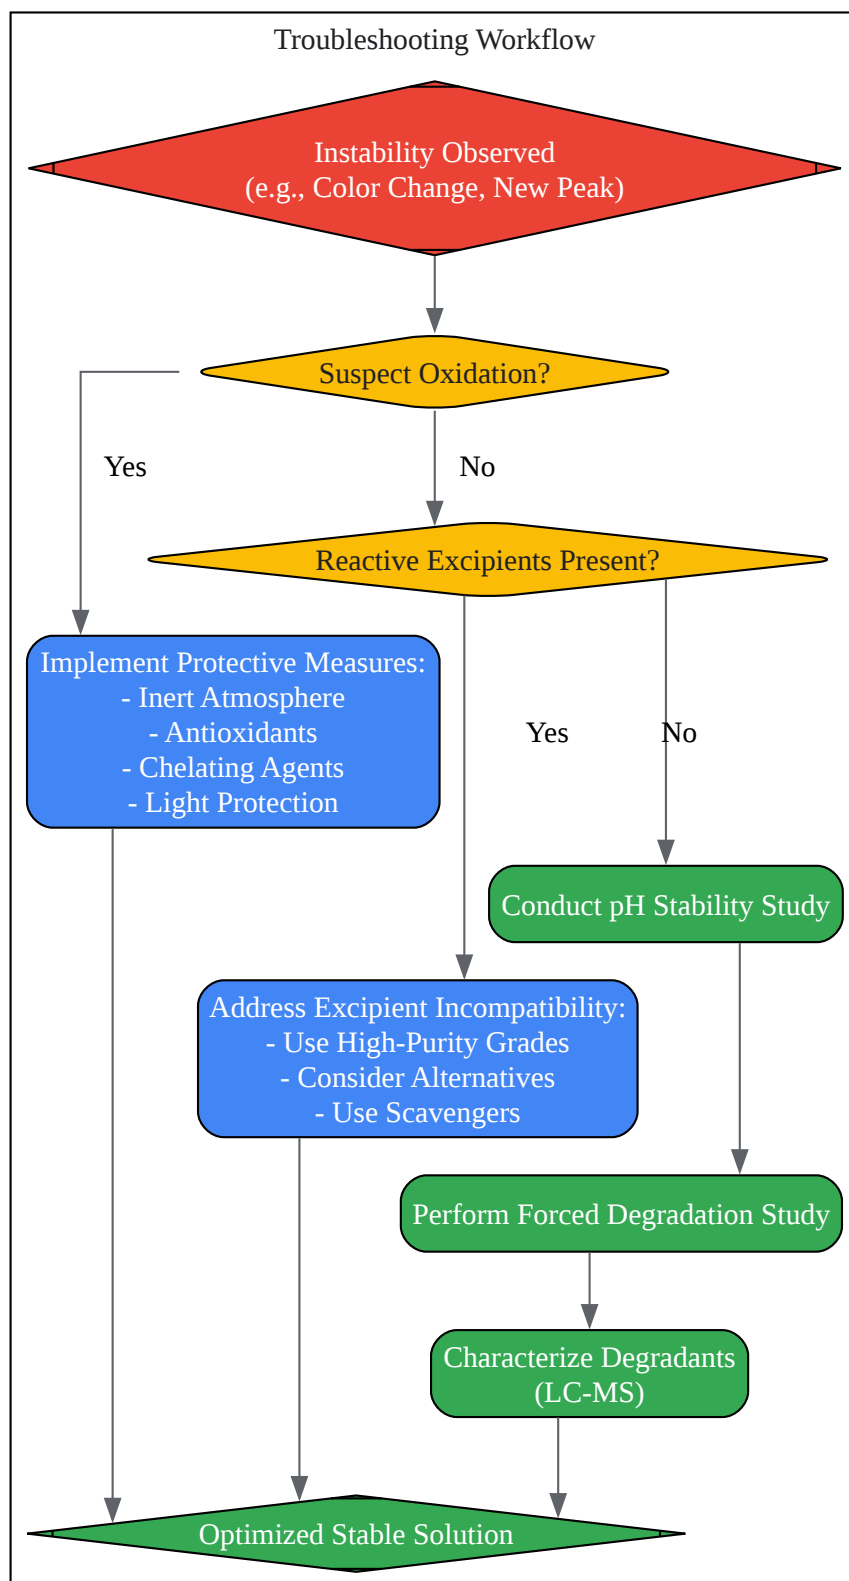 Troubleshooting Workflow
Instability Observed
(e.g., Color Change, New Peak)
Suspect Oxidation?
Yes
No
Reactive Excipients Present?
Implement Protective Measures:
- Inert Atmosphere
- Antioxidants
- Chelating Agents
- Light Protection
Yes
No
Conduct pH Stability Study
Address Excipient Incompatibility:
- Use High-Purity Grades
- Consider Alternatives
- Use Scavengers
Perform Forced Degradation Study
Characterize Degradants
(LC-MS)
Optimized Stable Solution